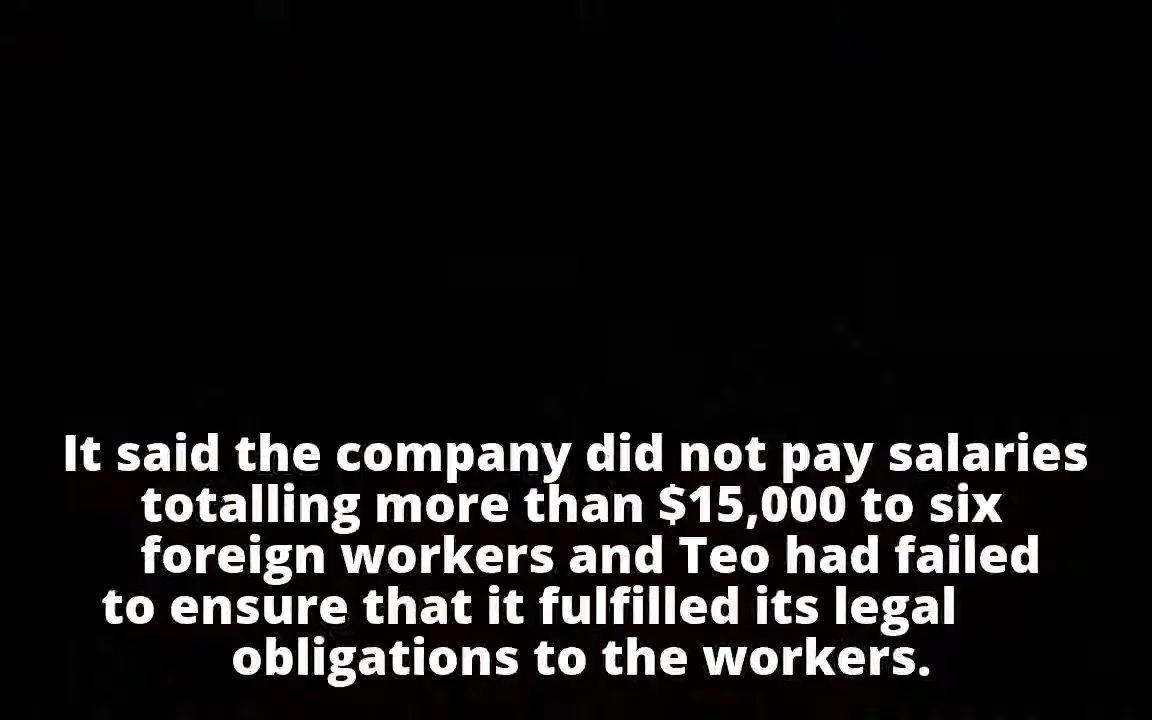 It said the company did not pay salaries
totalling more than $15,000 to six
foreign workers and Teo had failed
to ensure that it fulfilled its legal
obligations to the workers.